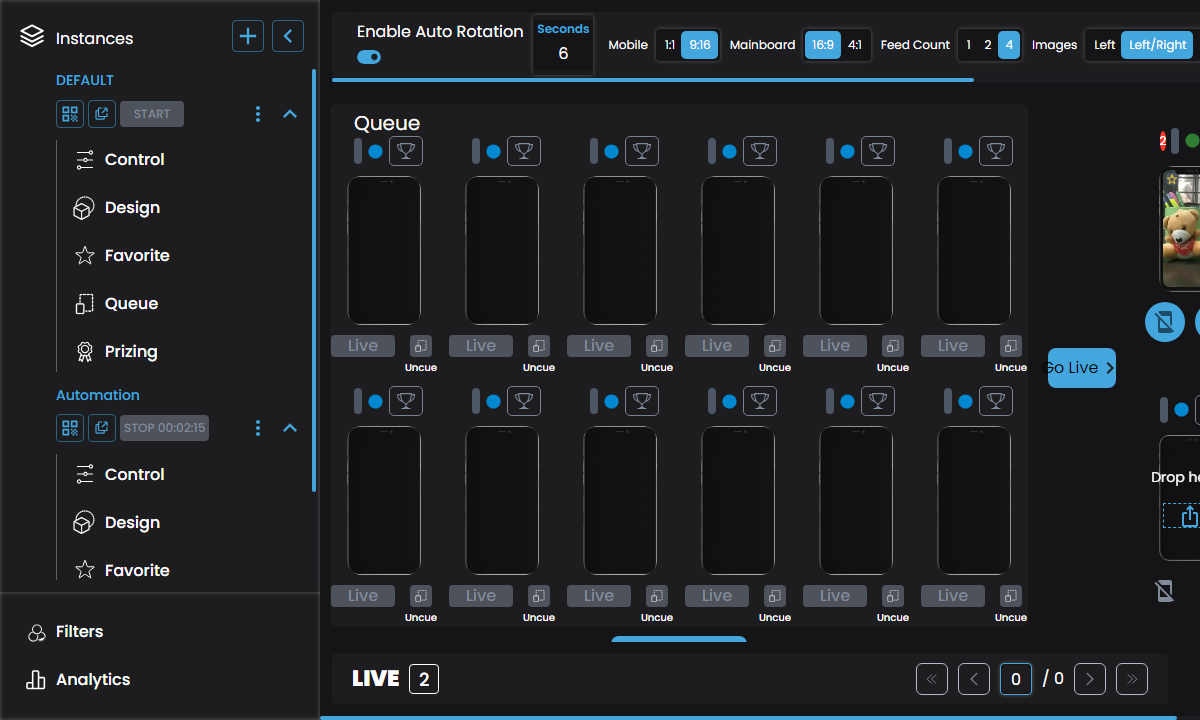 Instances
DEFAULT
START
Control
Design
Favorite
Queue
Prizing
Automation
STOP 00:02:15
Control
Design
Favorite
Filters
Analytics
Enable Auto Rotation
Seconds
6
Mobile 1:1 9:16
Mainboard 16:9 4:1
Feed Count 1 2 4
Images Left Left/Right
Queue
Live Live Live Live Live Live
Uncue Uncue Uncue Uncue Uncue Uncue
Live Live Live Live Live Live
Uncue Uncue Uncue Uncue Uncue Uncue
Go Live
2
Drop he
LIVE 2
0 / 0